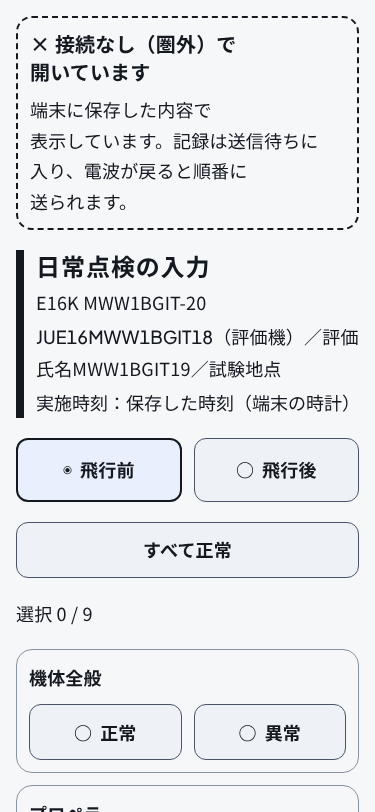 × 接続なし（圏外）で
開いています
端末に保存した内容で
表示しています。記録は送信待ちに
入り、電波が戻ると順番に
送られます。
日常点検の入力
E16K MWW1BGIT-20
JUE16MWW1BGIT18（評価機）／評価
氏名MWW1BGIT19／試験地点
実施時刻：保存した時刻（端末の時計）
◉ 飛行前
○ 飛行後
すべて正常
選択 0 / 9
機体全般
○ 正常
○ 異常
プロペラ